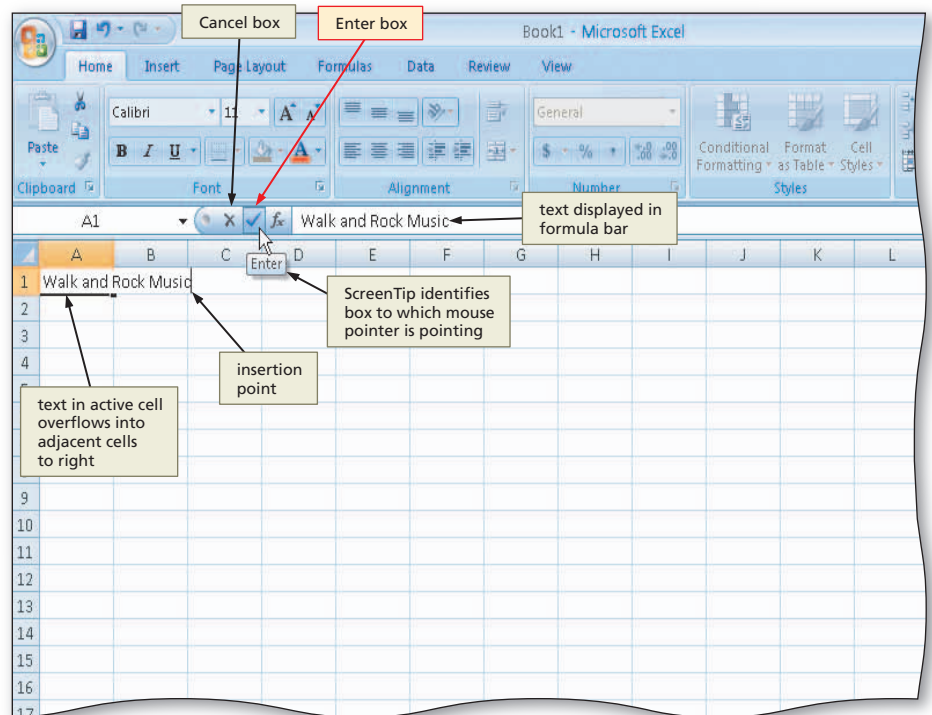 Cancel box
Enter box
Book1 - Microsoft Excel
Home Insert Page Layout Formulas Data Review View
Calibri 11 A A General
Paste B I U A $ % , .00 .00 Conditional Format Cell
Formatting as Table Styles
Clipboard Font Alignment Number Styles
A1 fx Walk and Rock Music
text displayed in
formula bar
A B C D E F G H I J K L
Enter
1 Walk and Rock Music
ScreenTip identifies
box to which mouse
pointer is pointing
2
3
4
insertion
point
text in active cell
overflows into
adjacent cells
to right
9
10
11
12
13
14
15
16
17